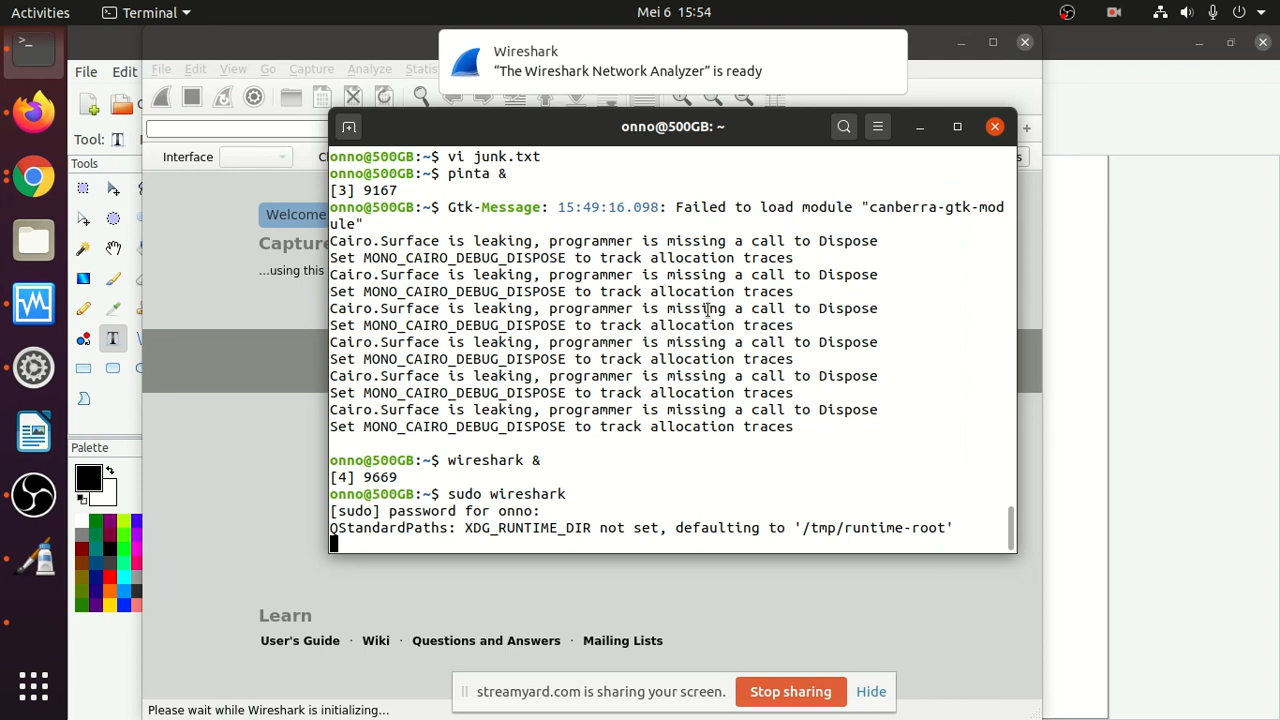 Activities
Terminal
Mei 6 15:54
Wireshark
“The Wireshark Network Analyzer” is ready
File Edit
File Edit View Go Capture Analyze Statis
Tool: T
Tools
Interface
Welcome
Capture
...using this
onno@500GB: ~
onno@500GB:~$ vi junk.txt
onno@500GB:~$ pinta &
[3] 9167
onno@500GB:~$ Gtk-Message: 15:49:16.098: Failed to load module "canberra-gtk-mod
ule"
Cairo.Surface is leaking, programmer is missing a call to Dispose
Set MONO_CAIRO_DEBUG_DISPOSE to track allocation traces
Cairo.Surface is leaking, programmer is missing a call to Dispose
Set MONO_CAIRO_DEBUG_DISPOSE to track allocation traces
Cairo.Surface is leaking, programmer is missing a call to Dispose
Set MONO_CAIRO_DEBUG_DISPOSE to track allocation traces
Cairo.Surface is leaking, programmer is missing a call to Dispose
Set MONO_CAIRO_DEBUG_DISPOSE to track allocation traces
Cairo.Surface is leaking, programmer is missing a call to Dispose
Set MONO_CAIRO_DEBUG_DISPOSE to track allocation traces
Cairo.Surface is leaking, programmer is missing a call to Dispose
Set MONO_CAIRO_DEBUG_DISPOSE to track allocation traces
onno@500GB:~$ wireshark &
[4] 9669
onno@500GB:~$ sudo wireshark
[sudo] password for onno:
QStandardPaths: XDG_RUNTIME_DIR not set, defaulting to '/tmp/runtime-root'
Palette
Learn
User's Guide · Wiki · Questions and Answers · Mailing Lists
streamyard.com is sharing your screen. Stop sharing Hide
Please wait while Wireshark is initializing...